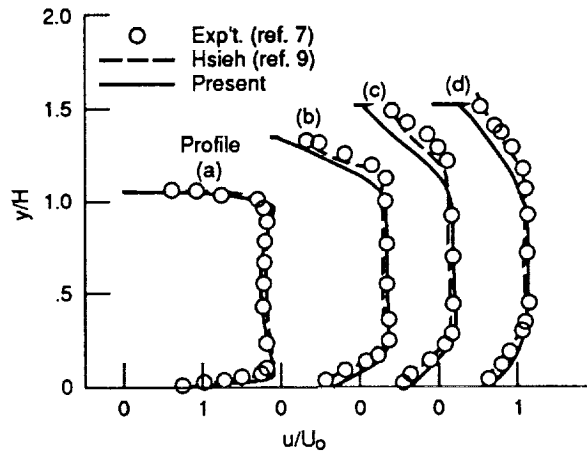 Exp't. (ref. 7)
Hsieh (ref. 9)
Present
Profile
(a)
(b)
(c)
(d)
2.0
1.5
1.0
.5
0
y/H
0 1 0 0 0 1
u/U₀